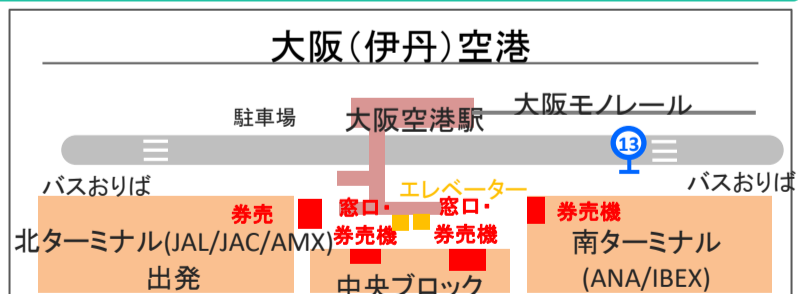 大阪(伊丹)空港
大阪モノレール
駐車場
大阪空港駅
13
バスおりば
エレベーター
バスおりば
券売
窓口・
券売機
窓口・
券売機
券売機
北ターミナル(JAL/JAC/AMX)
出発
中央ブロック
南ターミナル
(ANA/IBEX)